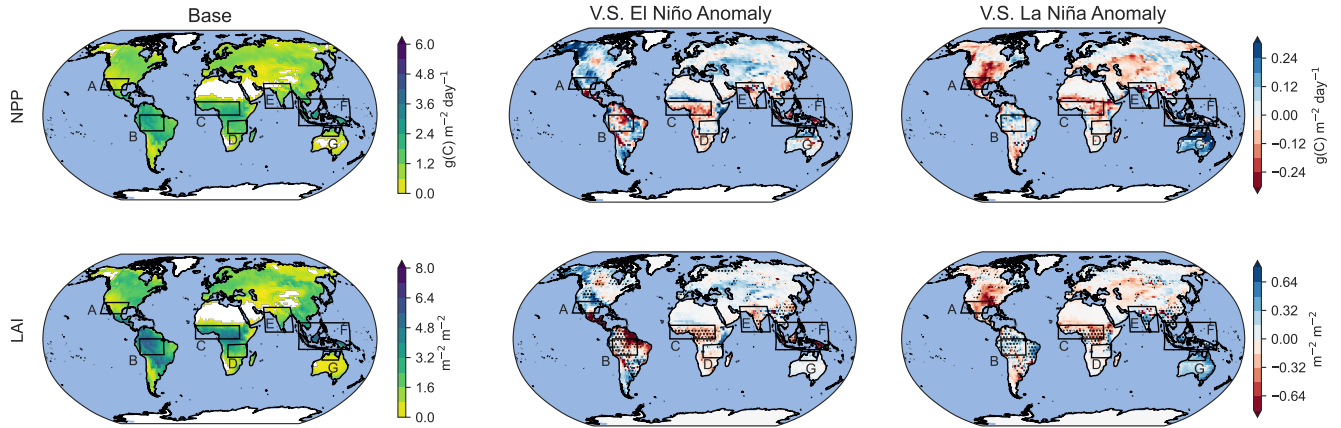 Base
V.S. El Niño Anomaly
V.S. La Niña Anomaly
NPP
A
B
C
D
E
F
G
6.0
4.8
3.6
2.4
1.2
0.0
g(C) m⁻² day⁻¹
A
B
C
D
E
F
G
A
B
C
D
E
F
G
0.24
0.12
0.00
−0.12
−0.24
g(C) m⁻² day⁻¹
LAI
A
B
C
D
E
F
G
8.0
6.4
4.8
3.2
1.6
0.0
m⁻² m⁻²
A
B
C
D
E
F
G
A
B
C
D
E
F
G
0.64
0.32
0.00
−0.32
−0.64
m⁻² m⁻²